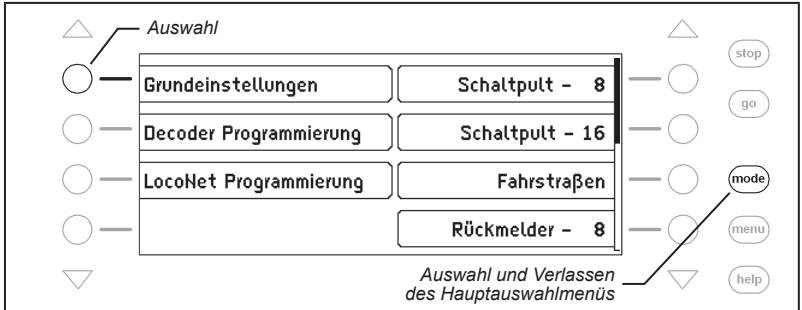 Auswahl
stop
Grundeinstellungen
Schaltpult - 8
go
Decoder Programmierung
Schaltpult - 16
LocoNet Programmierung
Fahrstraßen
mode
Rückmelder - 8
menu
Auswahl und Verlassen
des Hauptauswahlmenüs
help